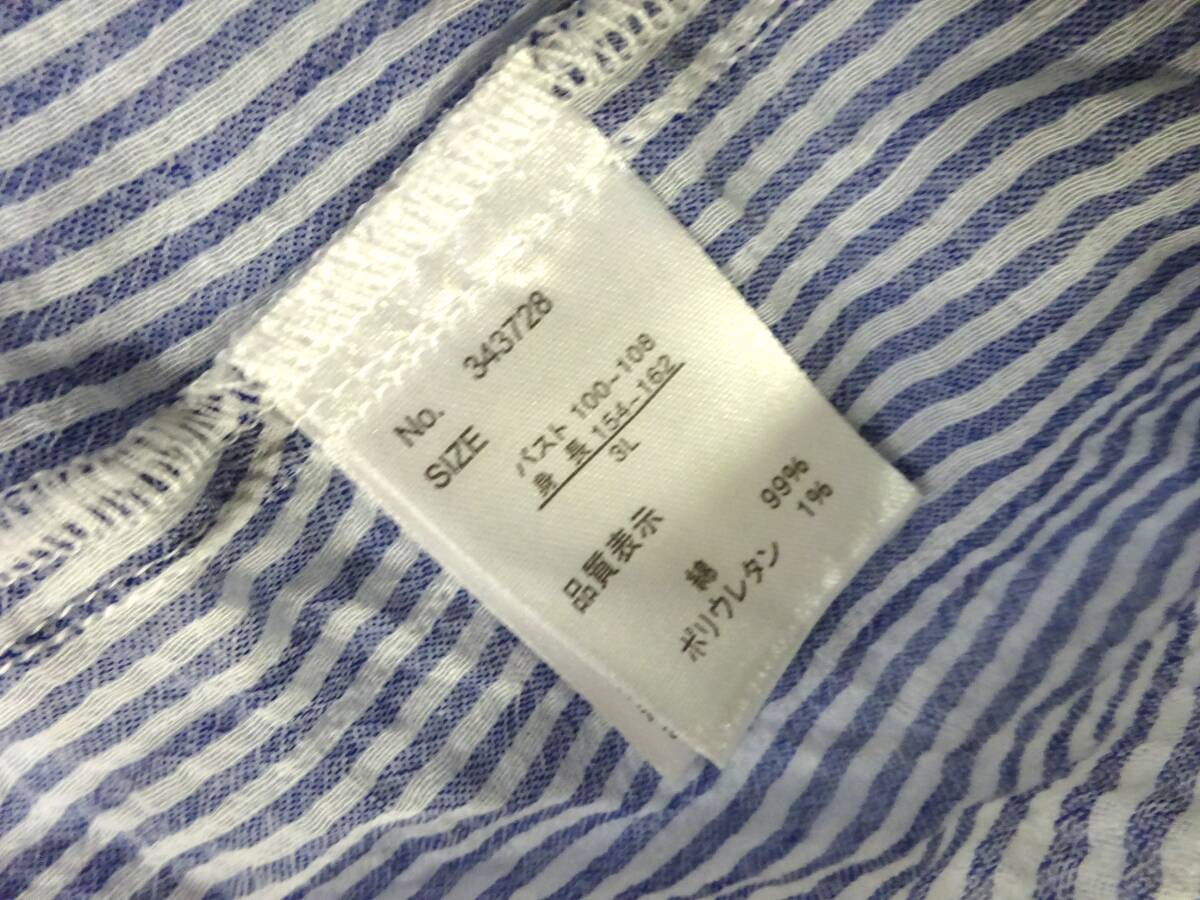 No. 343728
SIZE
バスト 100~108
身 長 154~162
3L
品質表示
綿 99%
ポリウレタン 1%